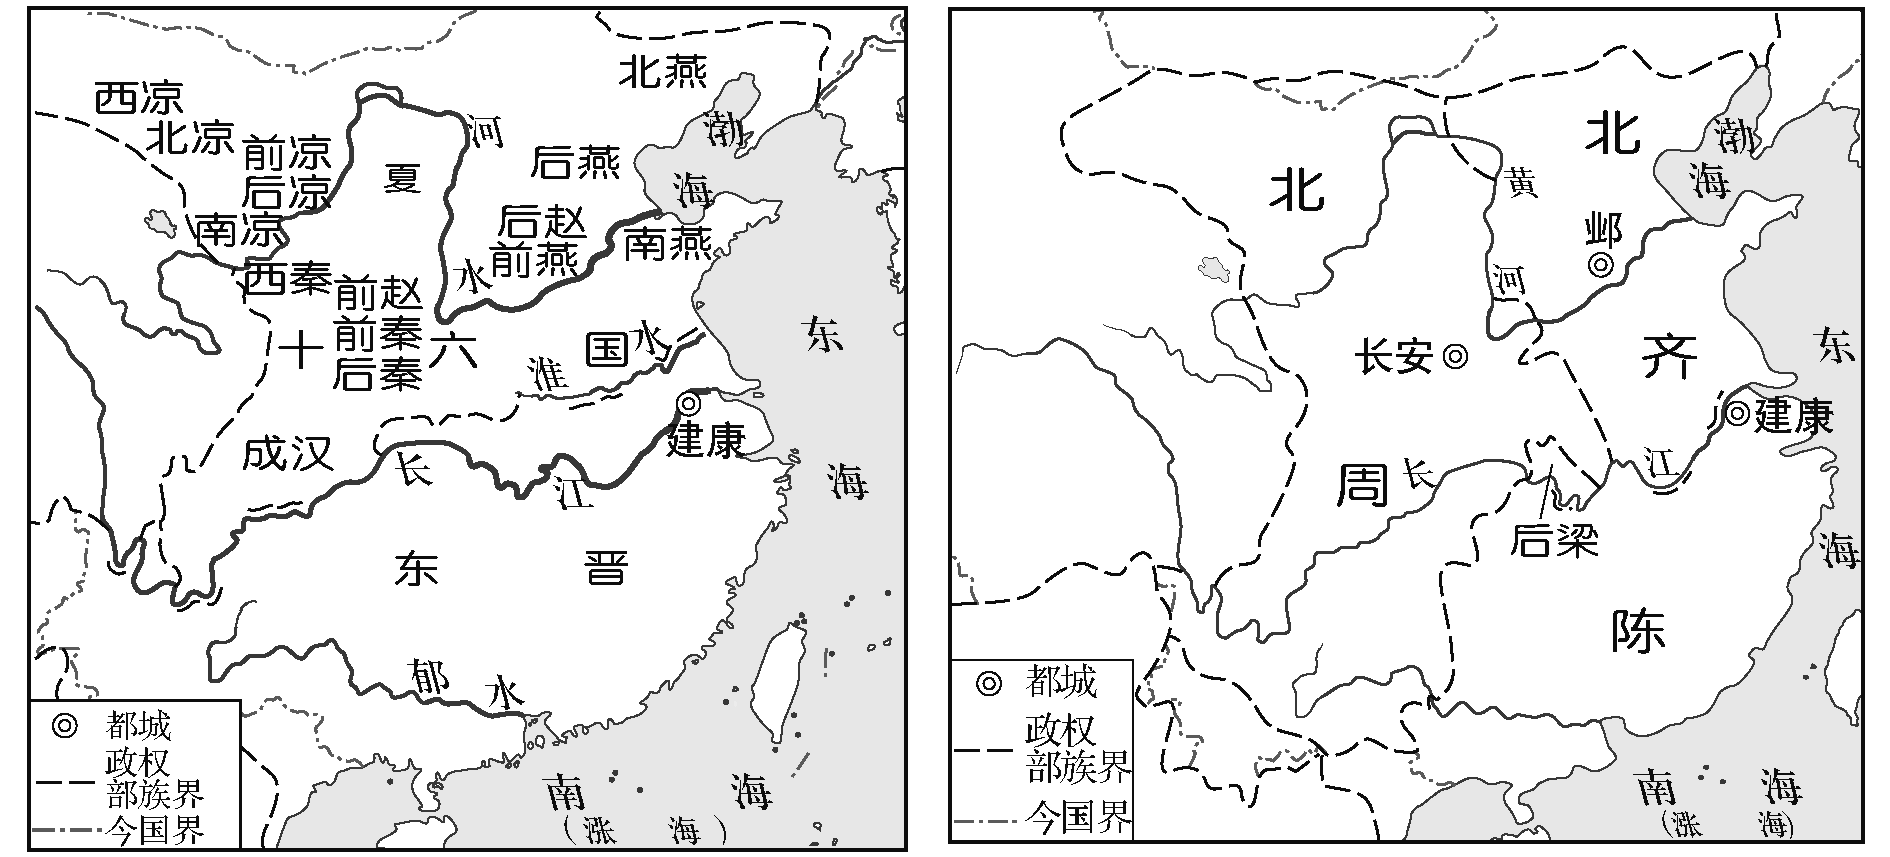 北燕
西凉
北凉
前凉
后凉
南凉
夏
河
后燕
渤
海
后赵
前燕
南燕
水
西秦
前赵
前秦
后秦
十
六
国
淮
水
东
海
成汉
建康
长
江
东
晋
郁
水
南
海
(涨
海)
都城
政权
部族界
今国界
北
北
渤
海
黄
河
邺
长安
齐
东
海
建康
周
长
江
后梁
陈
南
海
(涨
海)
都城
政权
部族界
今国界